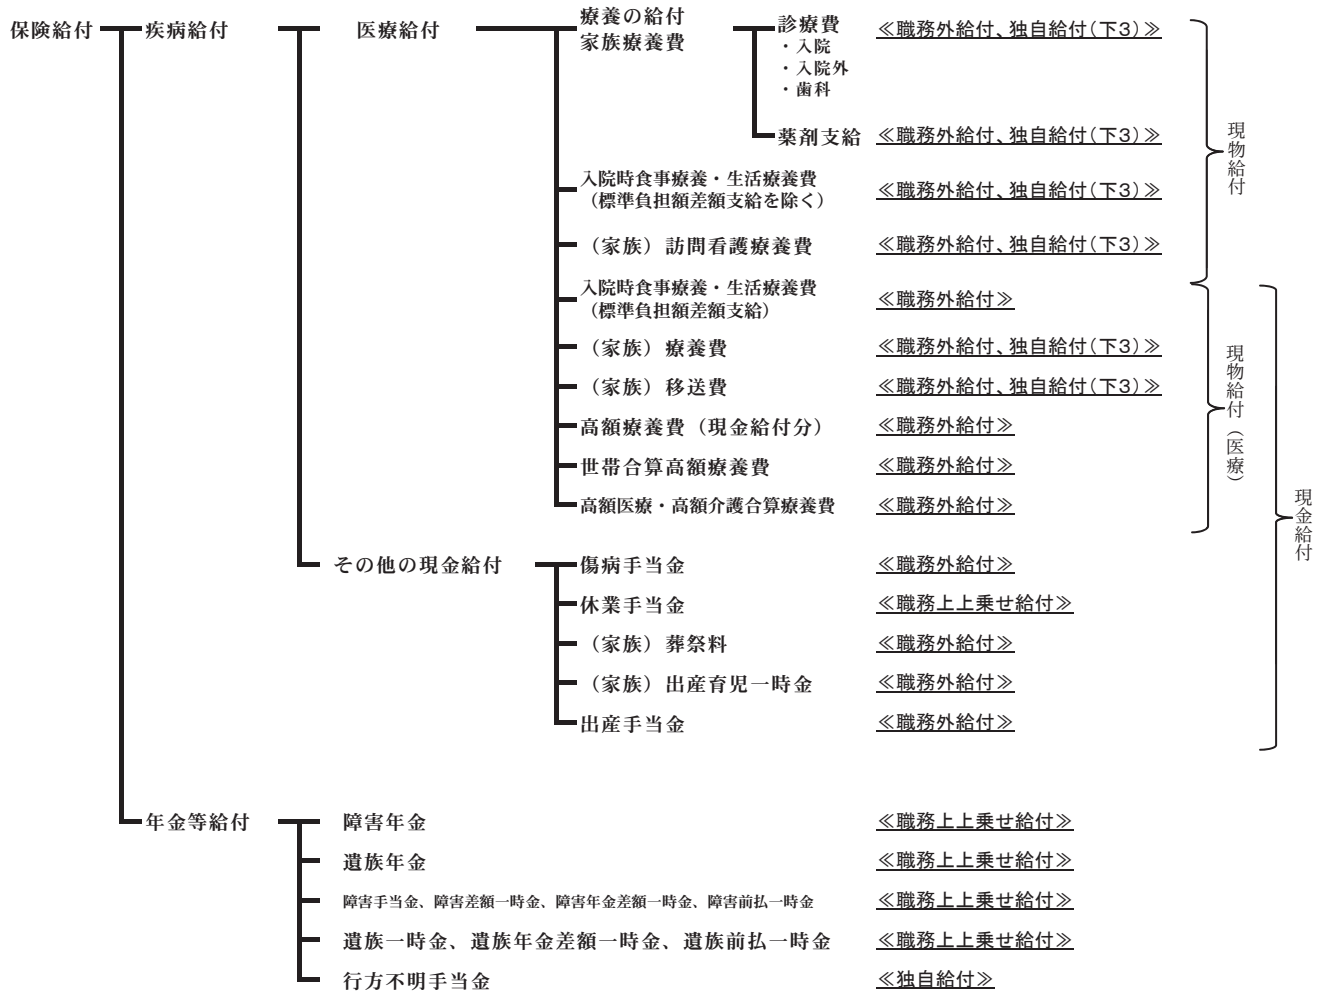 保険給付
疾病給付
医療給付
療養の給付
家族療養費
診療費
・入院
・入院外
・歯科
≪職務外給付、独自給付（下３）≫
薬剤支給
≪職務外給付、独自給付（下３）≫
入院時食事療養・生活療養費
（標準負担額差額支給を除く）
≪職務外給付、独自給付（下３）≫
（家族）訪問看護療養費
≪職務外給付、独自給付（下３）≫
現物給付
入院時食事療養・生活療養費
（標準負担額差額支給）
≪職務外給付≫
（家族）療養費
≪職務外給付、独自給付（下３）≫
（家族）移送費
≪職務外給付、独自給付（下３）≫
高額療養費（現金給付分）
≪職務外給付≫
世帯合算高額療養費
≪職務外給付≫
高額医療・高額介護合算療養費
≪職務外給付≫
現物給付（医療）
その他の現金給付
傷病手当金
≪職務外給付≫
休業手当金
≪職務上上乗せ給付≫
（家族）葬祭料
≪職務外給付≫
（家族）出産育児一時金
≪職務外給付≫
出産手当金
≪職務外給付≫
現金給付
年金等給付
障害年金
≪職務上上乗せ給付≫
遺族年金
≪職務上上乗せ給付≫
障害手当金、障害差額一時金、障害年金差額一時金、障害前払一時金
≪職務上上乗せ給付≫
遺族一時金、遺族年金差額一時金、遺族前払一時金
≪職務上上乗せ給付≫
行方不明手当金
≪独自給付≫